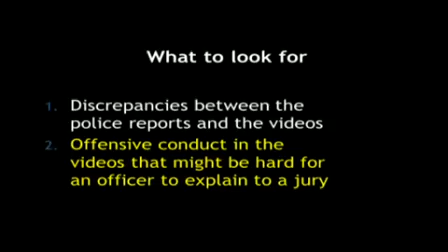 What to look for
1. Discrepancies between the
police reports and the videos
2. Offensive conduct in the
videos that might be hard for
an officer to explain to a jury